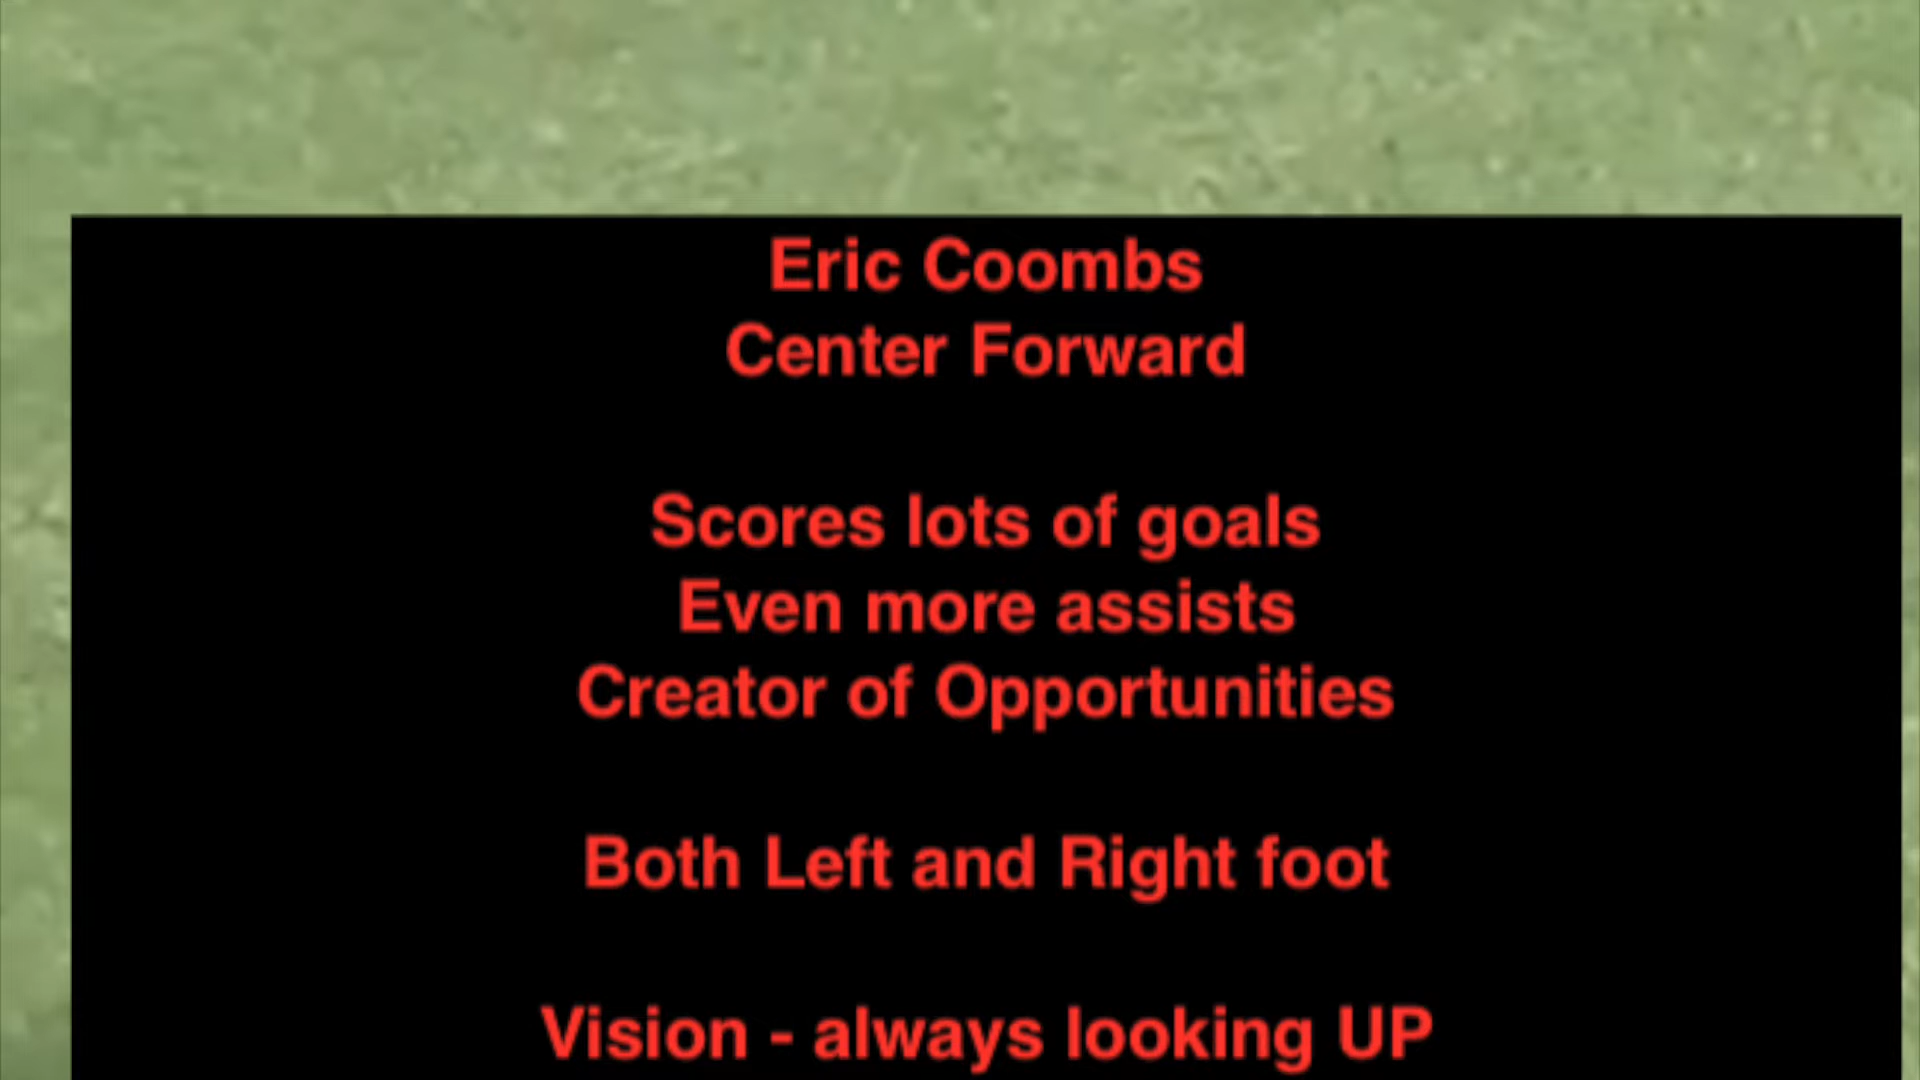 Eric Coombs
Center Forward
Scores lots of goals
Even more assists
Creator of Opportunities
Both Left and Right foot
Vision - always looking UP